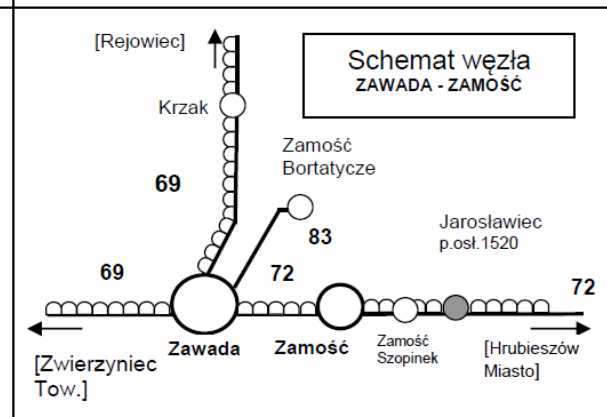 [Rejowiec]
Schemat węzła
ZAWADA - ZAMOŚĆ
Krzak
Zamość
Bortatycze
69
83
Jarosławiec
p.osł.1520
69
72
72
Zawada
Zamość
Zamość
Szopinek
[Zwierzyniec
Tow.]
[Hrubieszów
Miasto]